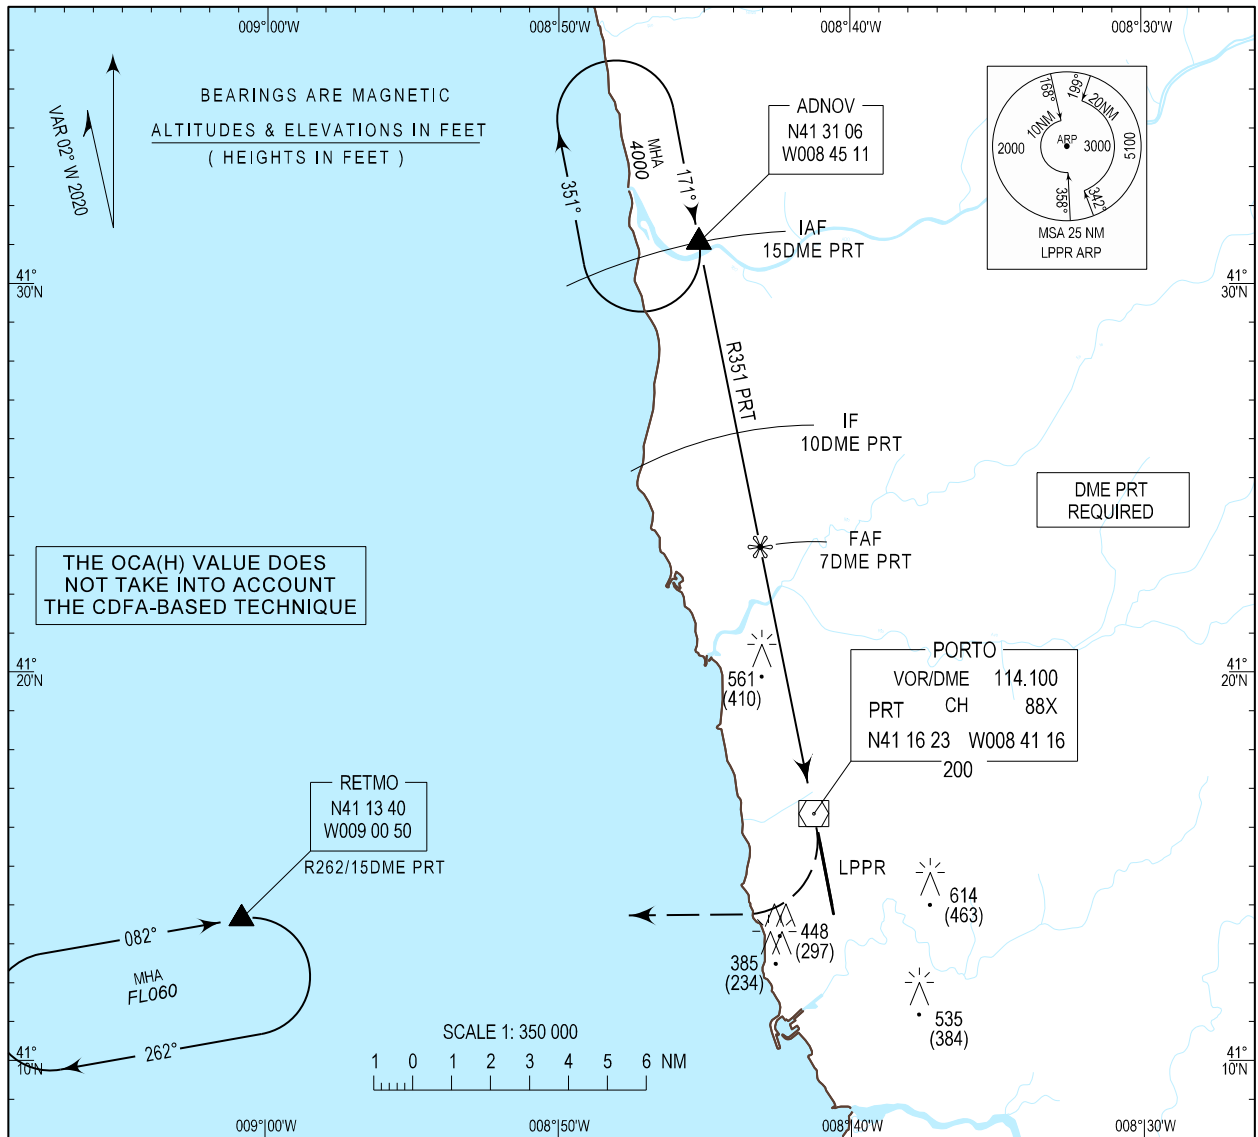 009°00'W
008°50'W
008°40'W
008°30'W
VAR 02° W 2020
BEARINGS ARE MAGNETIC
ALTITUDES & ELEVATIONS IN FEET
( HEIGHTS IN FEET )
MHA
4000
351°
171°
ADNOV
N41 31 06
W008 45 11
IAF
15DME PRT
168°
199°
10NM
20NM
ARP
2000
3000
5100
358°
342°
MSA 25 NM
LPPR ARP
41°
30'N
41°
30'N
R351 PRT
IF
10DME PRT
DME PRT
REQUIRED
FAF
7DME PRT
THE OCA(H) VALUE DOES
NOT TAKE INTO ACCOUNT
THE CDFA-BASED TECHNIQUE
41°
20'N
41°
20'N
561
(410)
PORTO
VOR/DME 114.100
PRT CH 88X
N41 16 23 W008 41 16
200
RETMO
N41 13 40
W009 00 50
R262/15DME PRT
LPPR
614
(463)
448
(297)
385
(234)
535
(384)
082°
MHA
FL060
262°
SCALE 1: 350 000
1 0 1 2 3 4 5 6 NM
41°
10'N
41°
10'N
009°00'W
008°50'W
008°40'W
008°30'W